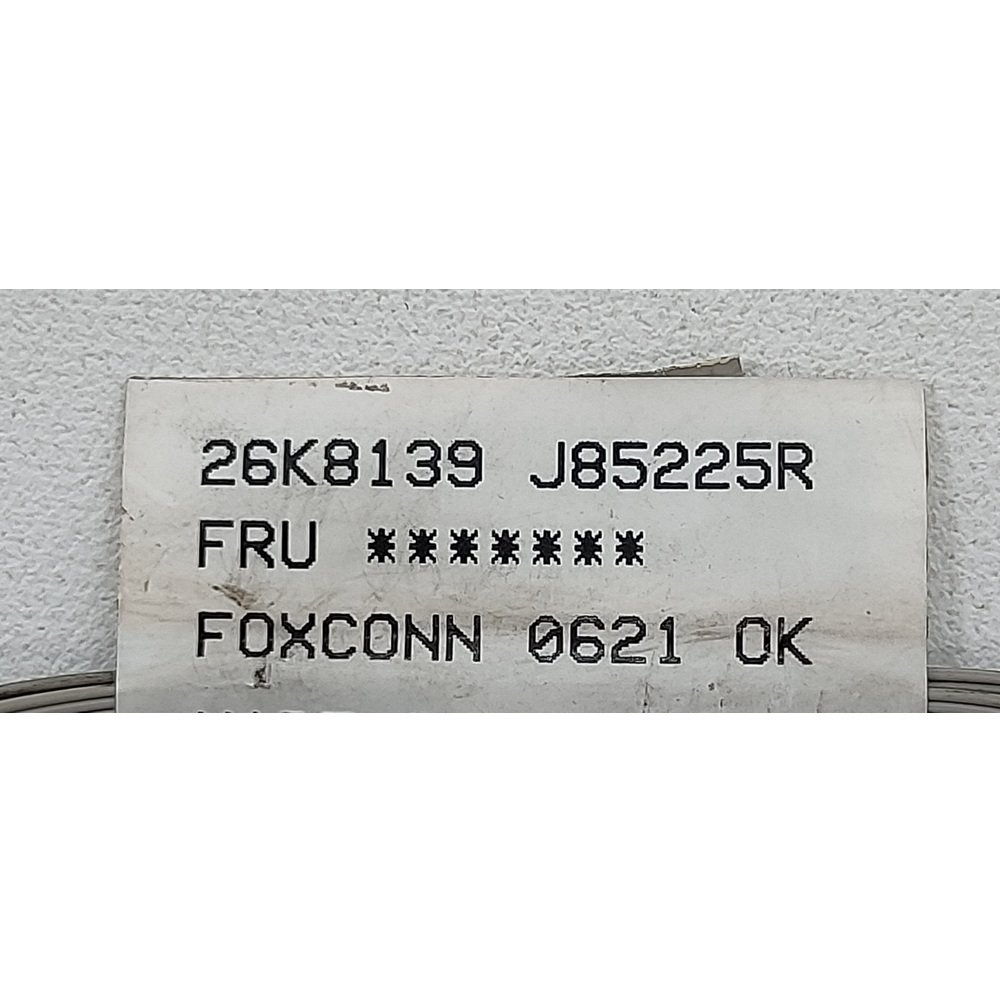 26K8139 J85225R
FRU *******
FOXCONN 0621 OK